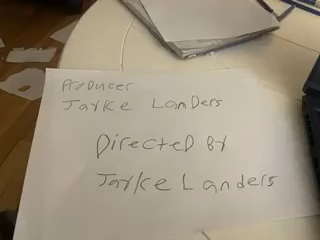 Producer
Jayke LanDers
Directed By
Jayke Landers